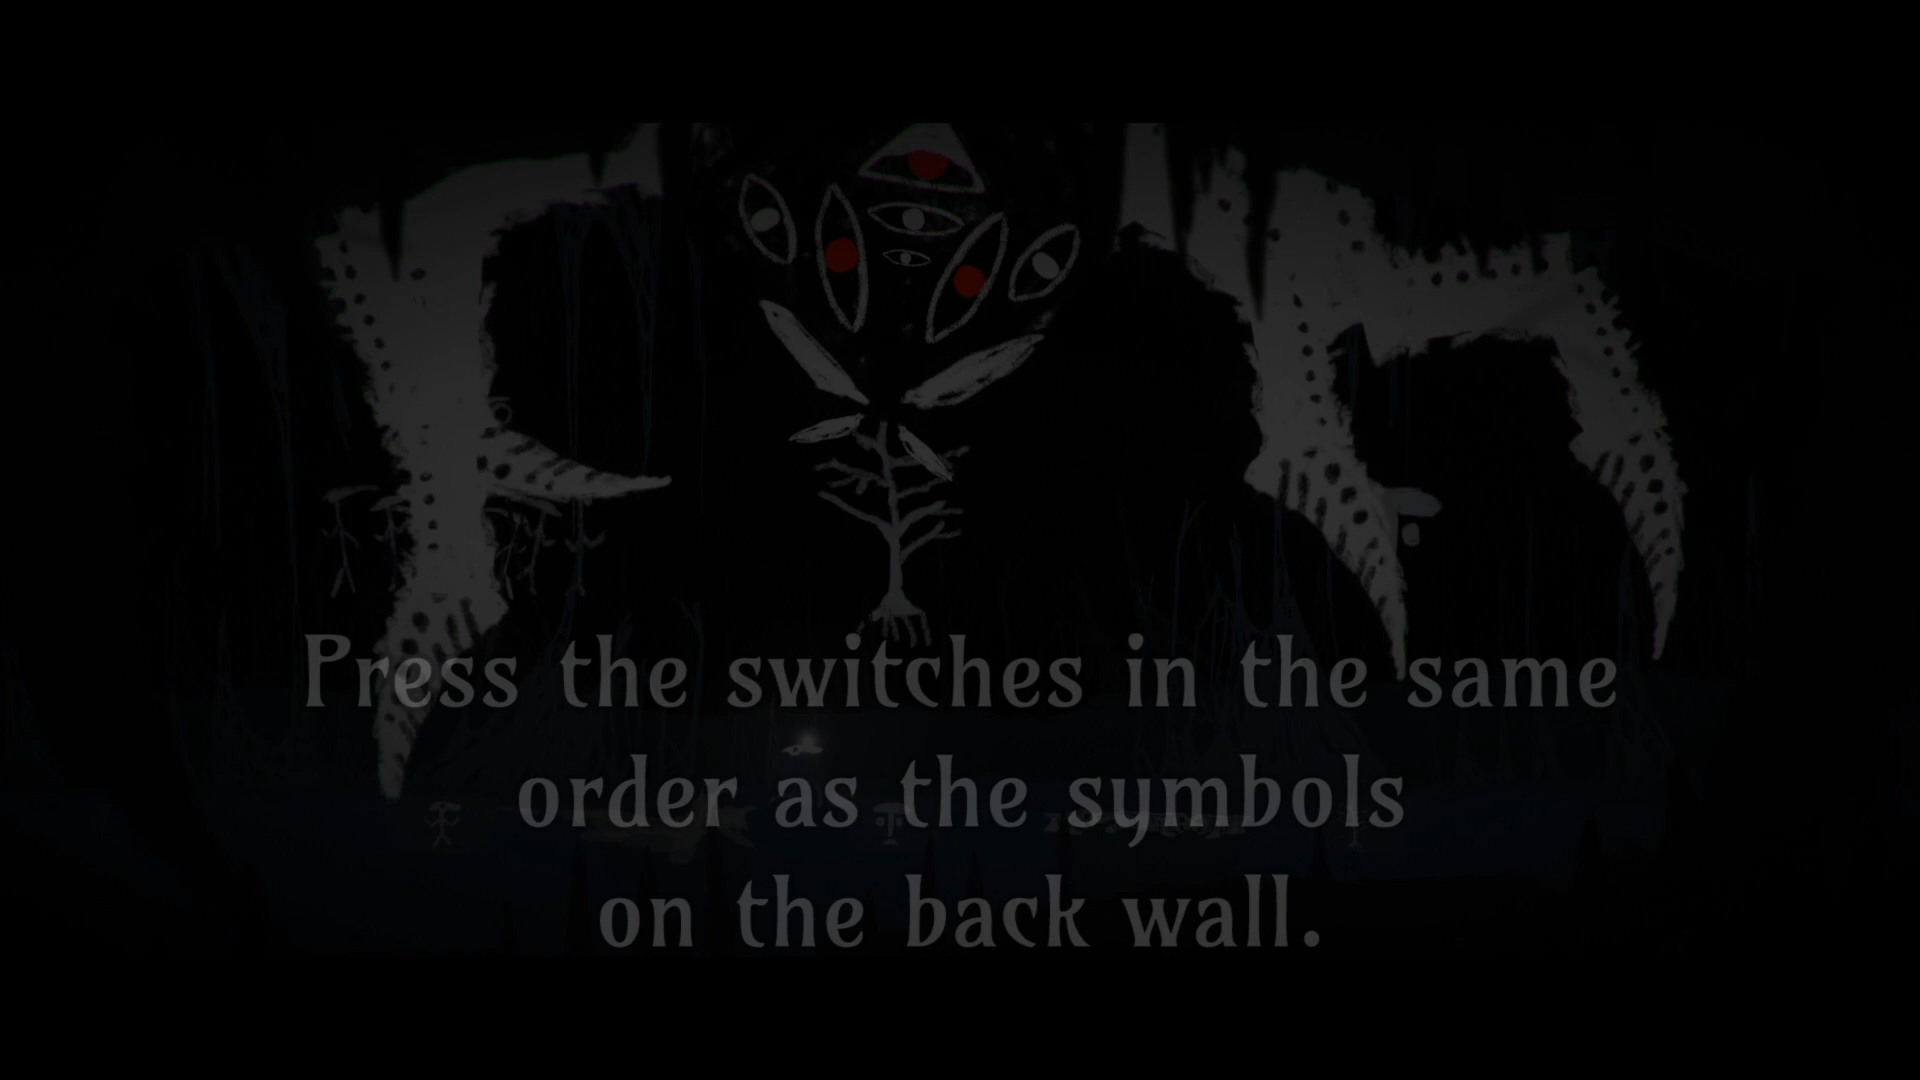 Press the switches in the same
order as the symbols
on the back wall.